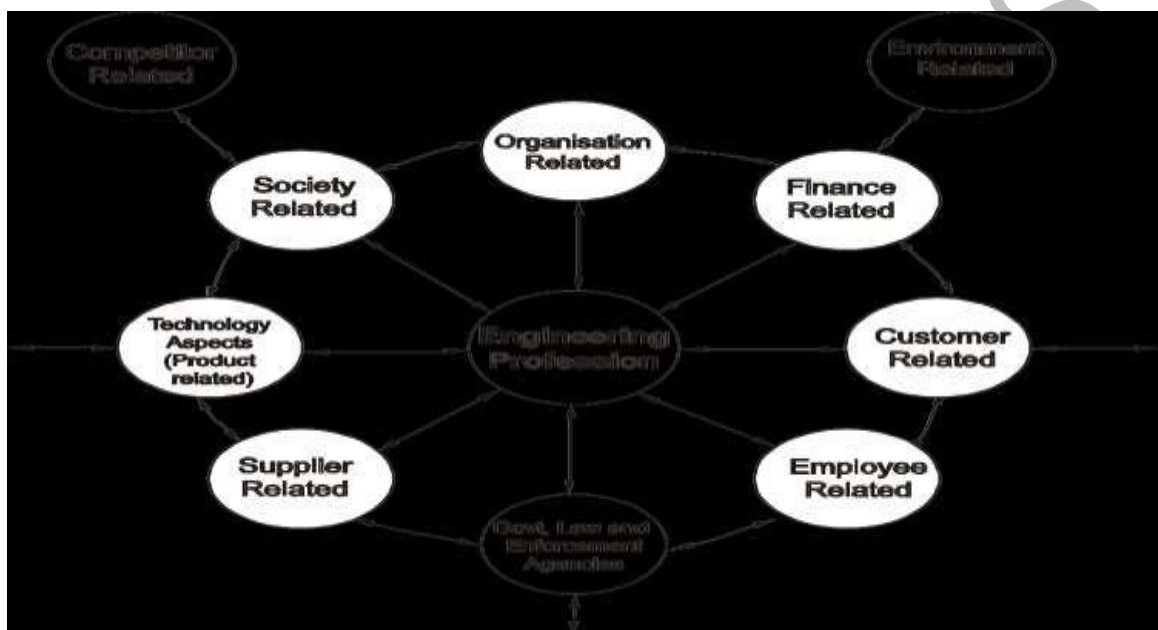 Competitor
Related
Environment
Related
Organisation
Related
Society
Related
Finance
Related
Technology
Aspects
(Product
related)
Engineering
Profession
Customer
Related
Supplier
Related
Employee
Related
Govt, Law and
Enforcement
Agencies